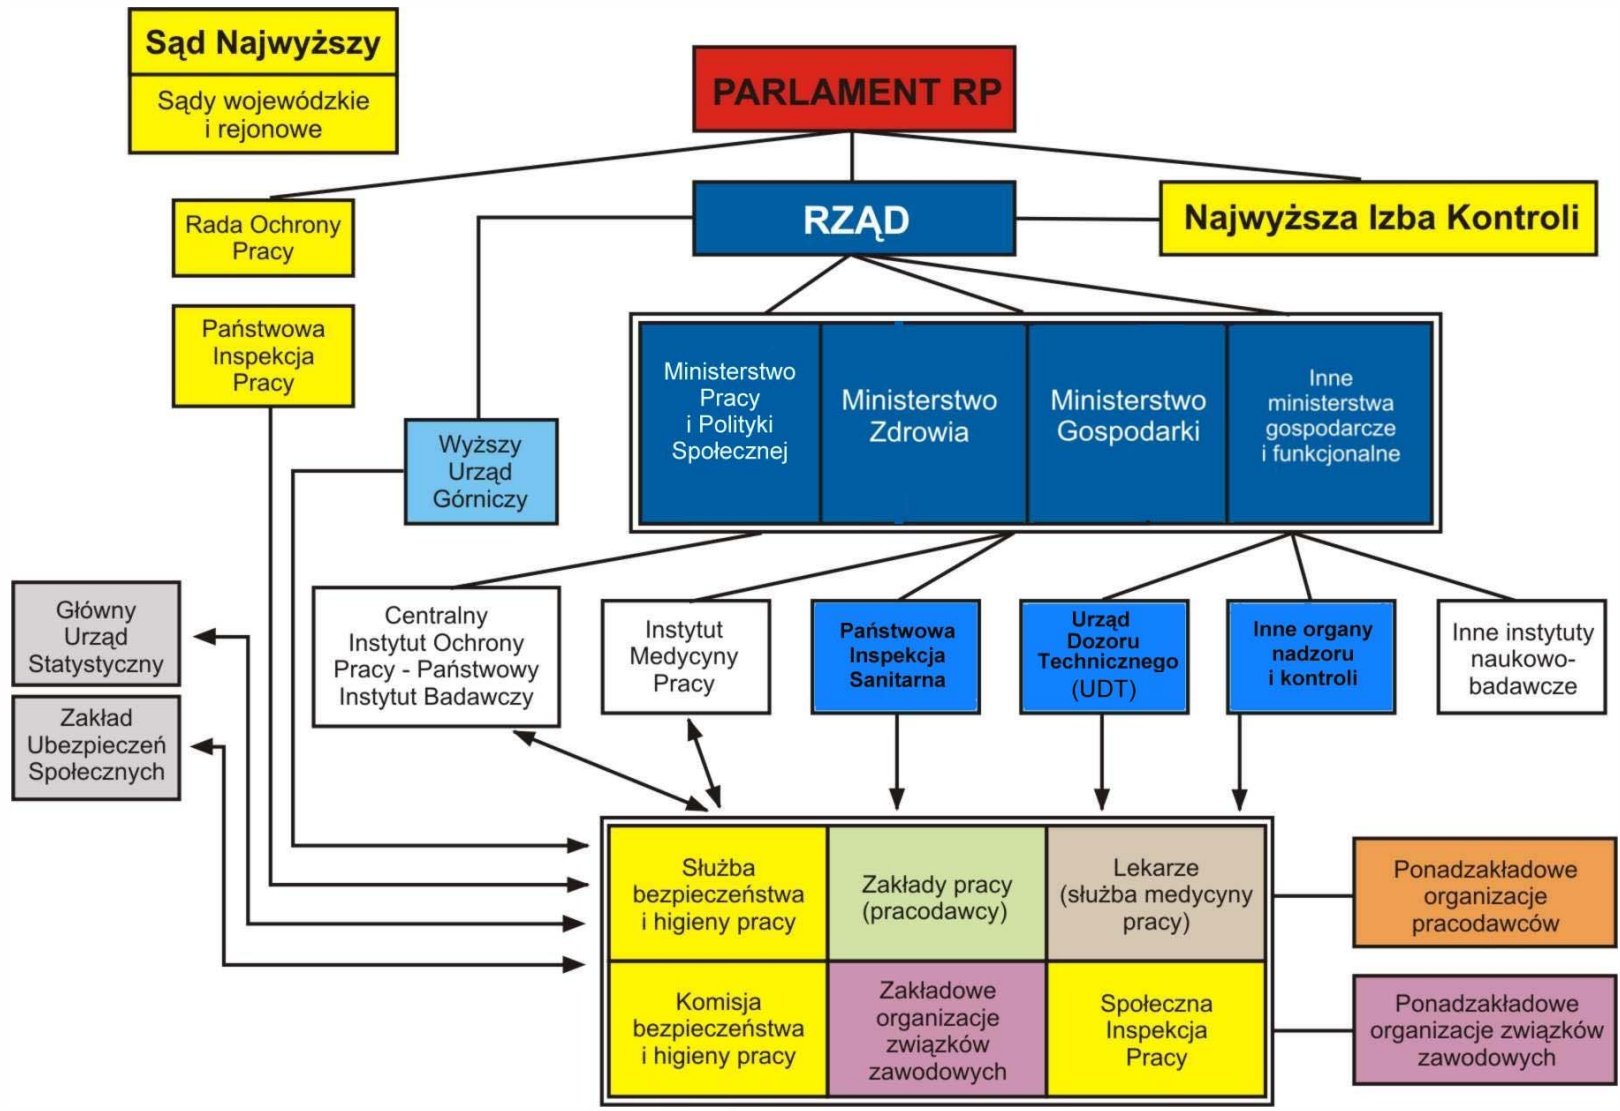 Sąd Najwyższy
Sądy wojewódzkie
i rejonowe
PARLAMENT RP
Rada Ochrony
Pracy
RZĄD
Najwyższa Izba Kontroli
Państwowa
Inspekcja
Pracy
Wyższy
Urząd
Górniczy
Ministerstwo
Pracy
i Polityki
Społecznej
Ministerstwo
Zdrowia
Ministerstwo
Gospodarki
Inne
ministerstwa
gospodarcze
i funkcjonalne
Główny
Urząd
Statystyczny
Zakład
Ubezpieczeń
Społecznych
Centralny
Instytut Ochrony
Pracy - Państwowy
Instytut Badawczy
Instytut
Medycyny
Pracy
Państwowa
Inspekcja
Sanitarna
Urząd
Dozoru
Technicznego
(UDT)
Inne organy
nadzoru
i kontroli
Inne instytuty
naukowo-
badawcze
Służba
bezpieczeństwa
i higieny pracy
Zakłady pracy
(pracodawcy)
Lekarze
(służba medycyny
pracy)
Ponadzakładowe
organizacje
pracodawców
Komisja
bezpieczeństwa
i higieny pracy
Zakładowe
organizacje
związków
zawodowych
Społeczna
Inspekcja
Pracy
Ponadzakładowe
organizacje związków
zawodowych